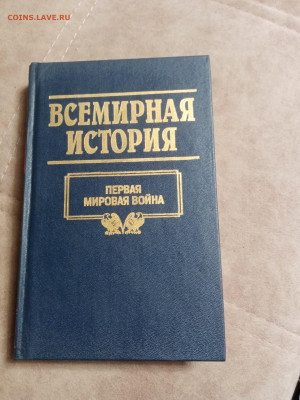 COINS.LAVE.RU
ВСЕМИРНАЯ
ИСТОРИЯ
ПЕРВАЯ
МИРОВАЯ ВОЙНА